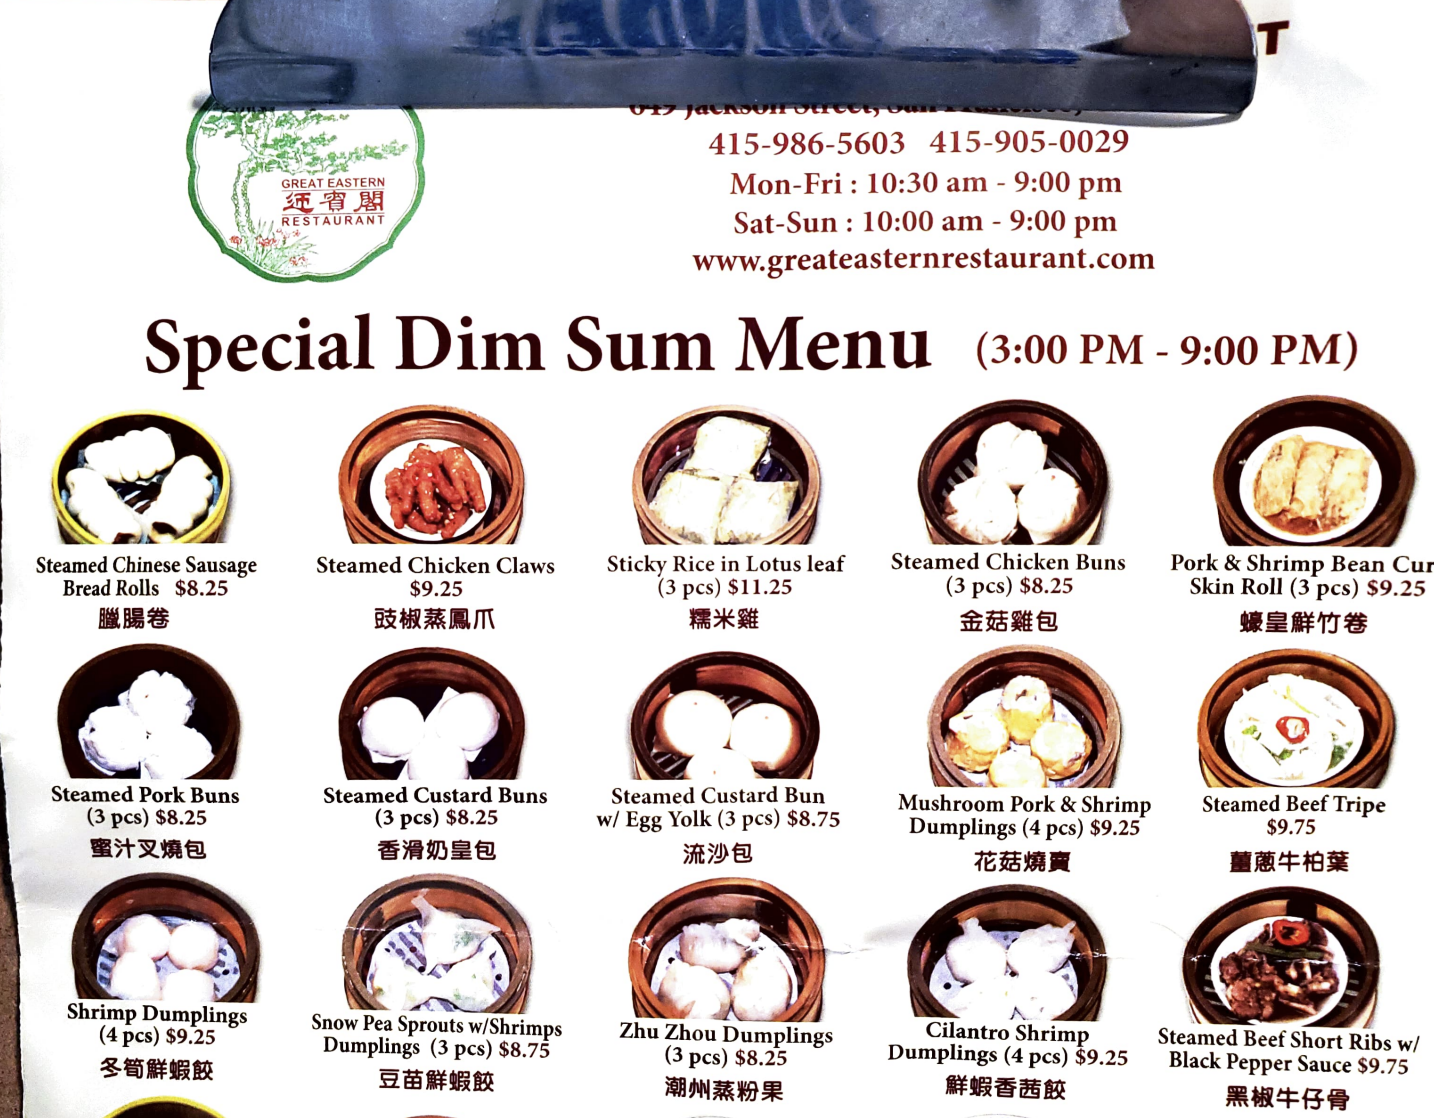 T
649 Jackson Street, San Francisco,
415-986-5603 415-905-0029
Mon-Fri : 10:30 am - 9:00 pm
Sat-Sun : 10:00 am - 9:00 pm
www.greateasternrestaurant.com
GREAT EASTERN
迎賓閣
RESTAURANT
Special Dim Sum Menu (3:00 PM - 9:00 PM)
Steamed Chinese Sausage
Bread Rolls $8.25
臘腸卷
Steamed Chicken Claws
$9.25
豉椒蒸鳳爪
Sticky Rice in Lotus leaf
(3 pcs) $11.25
糯米雞
Steamed Chicken Buns
(3 pcs) $8.25
金菇雞包
Pork & Shrimp Bean Cur
Skin Roll (3 pcs) $9.25
蠔皇鮮竹卷
Steamed Pork Buns
(3 pcs) $8.25
蜜汁叉燒包
Steamed Custard Buns
(3 pcs) $8.25
香滑奶皇包
Steamed Custard Bun
w/ Egg Yolk (3 pcs) $8.75
流沙包
Mushroom Pork & Shrimp
Dumplings (4 pcs) $9.25
花菇燒賣
Steamed Beef Tripe
$9.75
薑蔥牛柏葉
Shrimp Dumplings
(4 pcs) $9.25
冬筍鮮蝦餃
Snow Pea Sprouts w/Shrimps
Dumplings (3 pcs) $8.75
豆苗鮮蝦餃
Zhu Zhou Dumplings
(3 pcs) $8.25
潮州蒸粉果
Cilantro Shrimp
Dumplings (4 pcs) $9.25
鮮蝦香茜餃
Steamed Beef Short Ribs w/
Black Pepper Sauce $9.75
黑椒牛仔骨